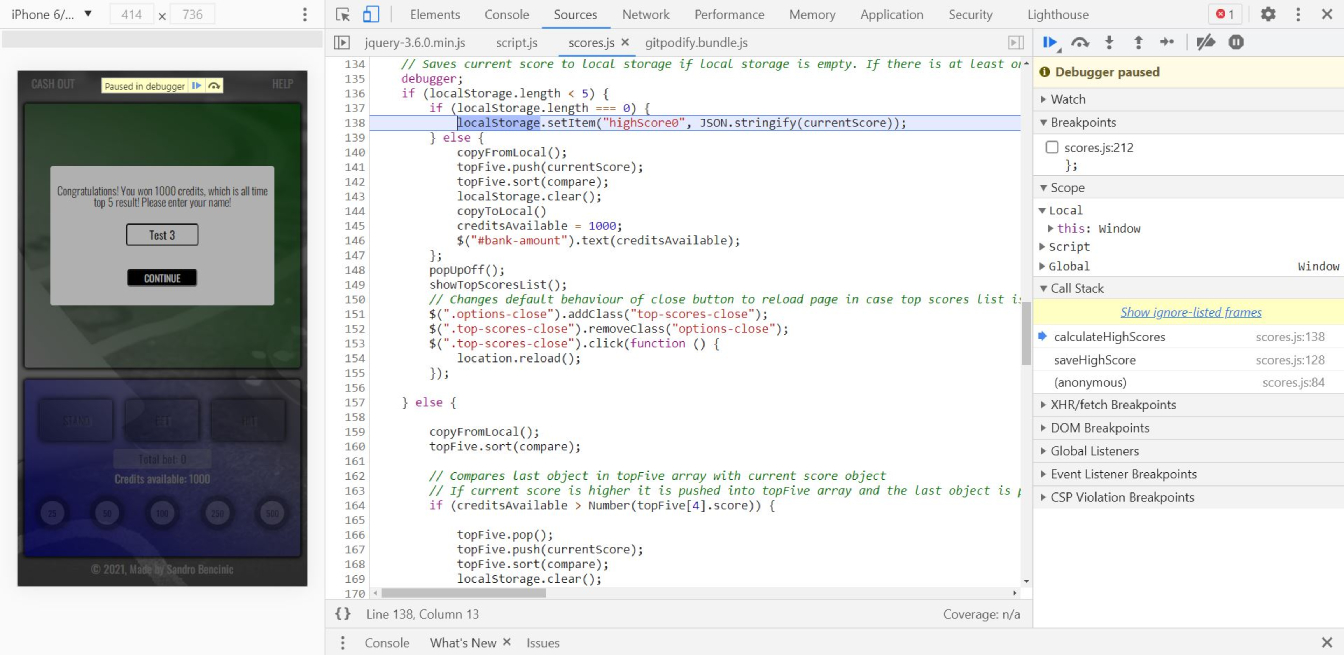 iPhone 6/... ▼ 414 x 736
CASH OUT
Paused in debugger
HELP
Congratulations! You won 1000 credits, which is all time
top 5 result! Please enter your name!
Test 3
CONTINUE
START
BET
Total bet: 0
Credits available: 1000
25 50 100 250 500
© 2021, Made by Sandro Bencinic
Elements Console Sources Network Performance Memory Application Security Lighthouse 1
jquery-3.6.0.min.js script.js scores.js × gitpodify.bundle.js
134 // Saves current score to local storage if local storage is empty. If there is at least
135 debugger;
136 if (localStorage.length < 5) {
137 if (localStorage.length === 0) {
138 localStorage.setItem("highScore0", JSON.stringify(currentScore));
139 } else {
140 copyFromLocal();
141 topFive.push(currentScore);
142 topFive.sort(compare);
143 localStorage.clear();
144 copyToLocal()
145 creditsAvailable = 1000;
146 $("#bank-amount").text(creditsAvailable);
147 };
148 popUpOff();
149 showTopScoresList();
150 // Changes default behaviour of close button to reload page in case top scores list
151 $(".options-close").addClass("top-scores-close");
152 $(".top-scores-close").removeClass("options-close");
153 $(".top-scores-close").click(function () {
154 location.reload();
155 });
156
157 } else {
158
159 copyFromLocal();
160 topFive.sort(compare);
161
162 // Compares last object in topFive array with current score object
163 // If current score is higher it is pushed into topFive array and the last object is
164 if (creditsAvailable > Number(topFive[4].score)) {
165
166 topFive.pop();
167 topFive.push(currentScore);
168 topFive.sort(compare);
169 localStorage.clear();
170
{} Line 138, Column 13 Coverage: n/a
Console What's New × Issues
Debugger paused
Watch
Breakpoints
scores.js:212
};
Scope
Local
this: Window
Script
Global Window
Call Stack
Show ignore-listed frames
calculateHighScores scores.js:138
saveHighScore scores.js:128
(anonymous) scores.js:84
XHR/fetch Breakpoints
DOM Breakpoints
Global Listeners
Event Listener Breakpoints
CSP Violation Breakpoints